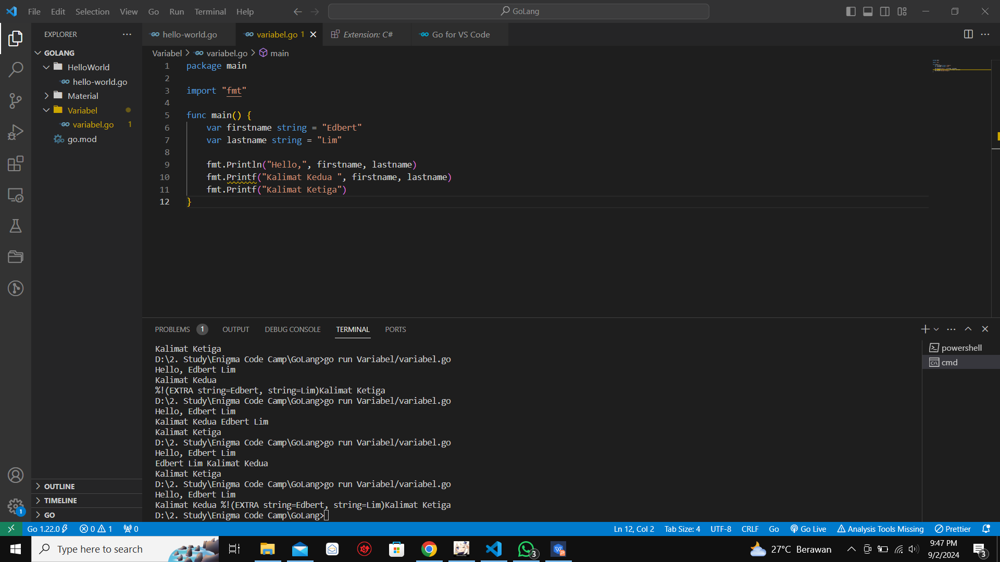 File Edit Selection View Go Run Terminal Help
GoLang
EXPLORER
GOLANG
HelloWorld
hello-world.go
Material
Variabel
variabel.go 1
go.mod
OUTLINE
TIMELINE
GO
1
hello-world.go
variabel.go 1
Extension: C#
Go for VS Code
Variabel > variabel.go > main
1 package main
2
3 import "fmt"
4
5 func main() {
6 var firstname string = "Edbert"
7 var lastname string = "Lim"
8
9 fmt.Println("Hello,", firstname, lastname)
10 fmt.Printf("Kalimat Kedua ", firstname, lastname)
11 fmt.Printf("Kalimat Ketiga")
12 }
PROBLEMS 1 OUTPUT DEBUG CONSOLE TERMINAL PORTS
powershell
cmd
Kalimat Ketiga
D:\2. Study\Enigma Code Camp\GoLang>go run Variabel/variabel.go
Hello, Edbert Lim
Kalimat Kedua
%!(EXTRA string=Edbert, string=Lim)Kalimat Ketiga
D:\2. Study\Enigma Code Camp\GoLang>go run Variabel/variabel.go
Hello, Edbert Lim
Kalimat Kedua Edbert Lim
Kalimat Ketiga
D:\2. Study\Enigma Code Camp\GoLang>go run Variabel/variabel.go
Hello, Edbert Lim
Edbert Lim Kalimat Kedua
Kalimat Ketiga
D:\2. Study\Enigma Code Camp\GoLang>go run Variabel/variabel.go
Hello, Edbert Lim
Kalimat Kedua %!(EXTRA string=Edbert, string=Lim)Kalimat Ketiga
D:\2. Study\Enigma Code Camp\GoLang>
Go 1.22.0 0 1 0
Ln 12, Col 2 Tab Size: 4 UTF-8 CRLF Go Go Live Analysis Tools Missing Prettier
Type here to search
3
27°C Berawan
9:47 PM
9/2/2024
3